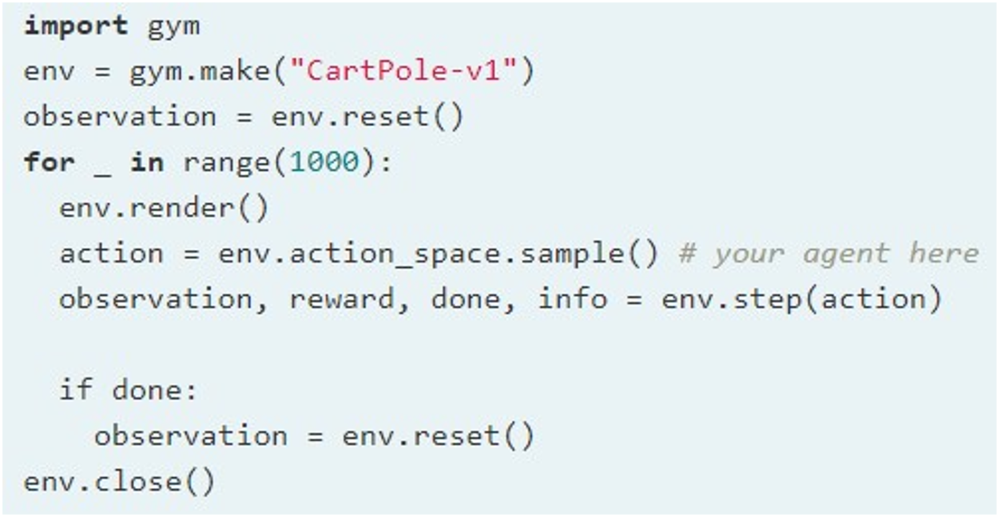 import gym
env = gym.make("CartPole-v1")
observation = env.reset()
for _ in range(1000):
  env.render()
  action = env.action_space.sample() # your agent here
  observation, reward, done, info = env.step(action)

  if done:
    observation = env.reset()
env.close()